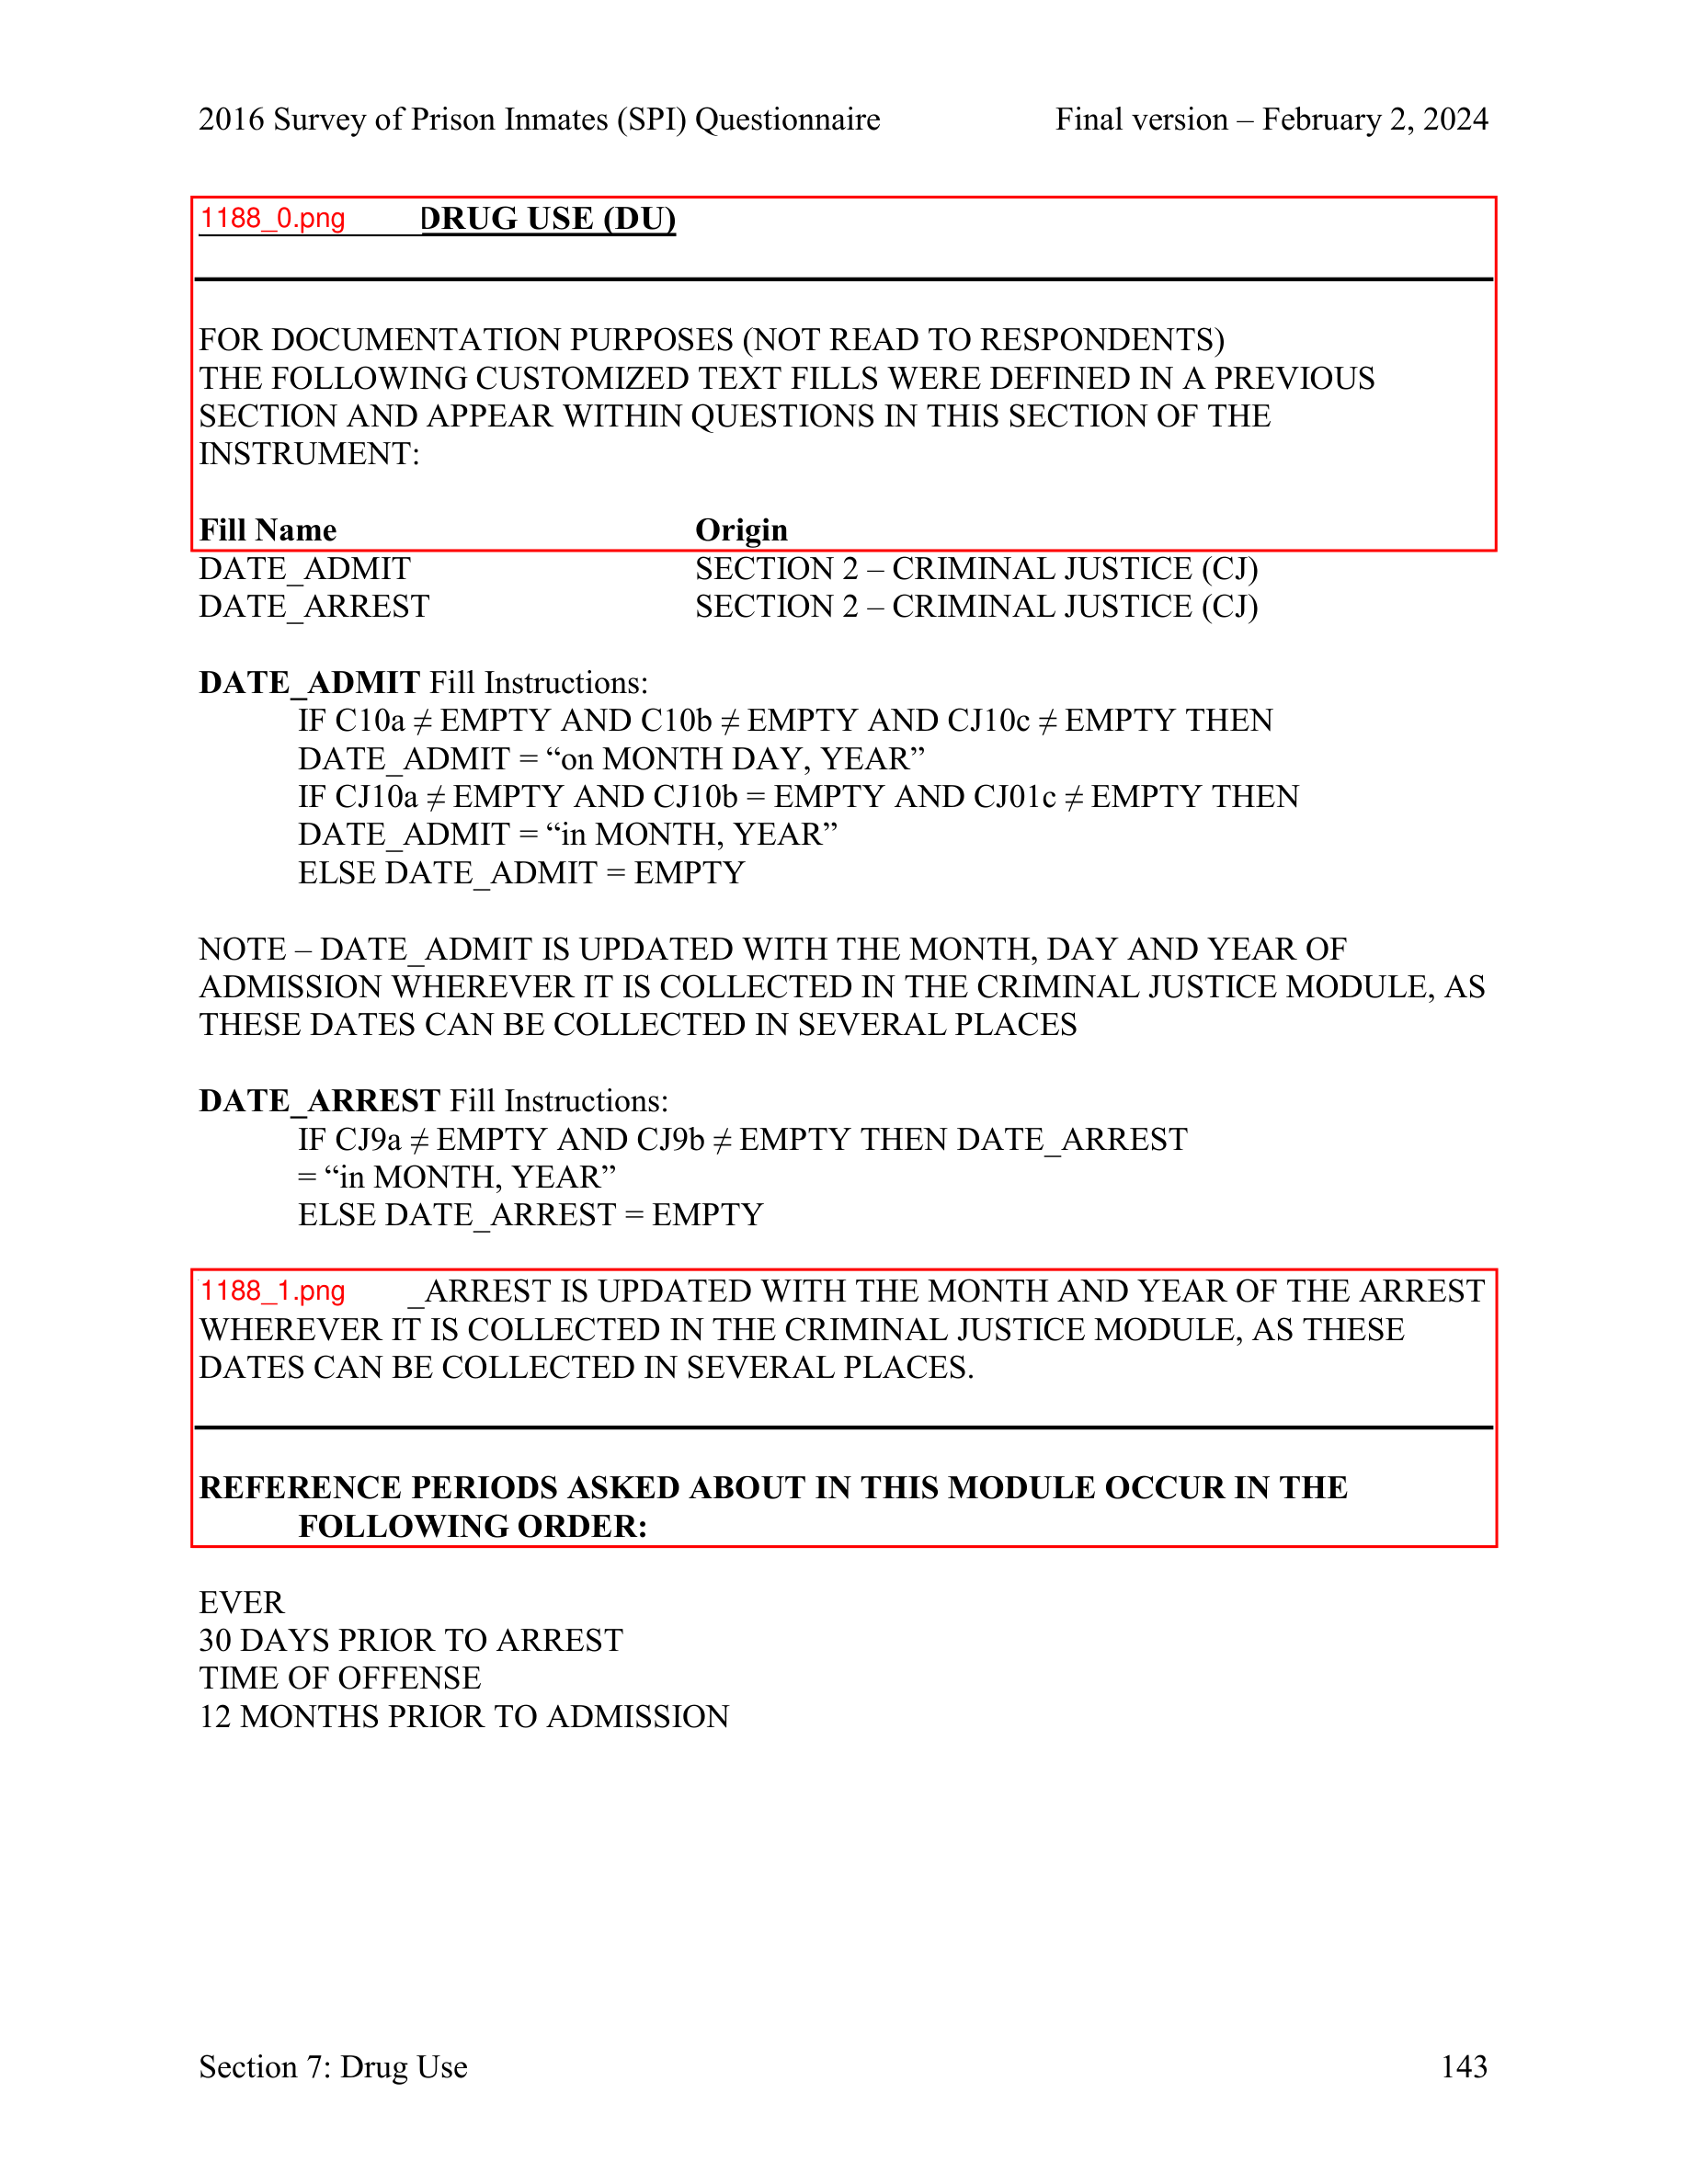 2016 Survey of Prison Inmates (SPI) Questionnaire Final version – February 2, 2024
1188_0.png DRUG USE (DU)
FOR DOCUMENTATION PURPOSES (NOT READ TO RESPONDENTS)
THE FOLLOWING CUSTOMIZED TEXT FILLS WERE DEFINED IN A PREVIOUS
SECTION AND APPEAR WITHIN QUESTIONS IN THIS SECTION OF THE
INSTRUMENT:
Fill Name Origin
DATE_ADMIT SECTION 2 – CRIMINAL JUSTICE (CJ)
DATE_ARREST SECTION 2 – CRIMINAL JUSTICE (CJ)
DATE_ADMIT Fill Instructions:
IF C10a ≠ EMPTY AND C10b ≠ EMPTY AND CJ10c ≠ EMPTY THEN
DATE_ADMIT = “on MONTH DAY, YEAR”
IF CJ10a ≠ EMPTY AND CJ10b = EMPTY AND CJ01c ≠ EMPTY THEN
DATE_ADMIT = “in MONTH, YEAR”
ELSE DATE_ADMIT = EMPTY
NOTE – DATE_ADMIT IS UPDATED WITH THE MONTH, DAY AND YEAR OF
ADMISSION WHEREVER IT IS COLLECTED IN THE CRIMINAL JUSTICE MODULE, AS
THESE DATES CAN BE COLLECTED IN SEVERAL PLACES
DATE_ARREST Fill Instructions:
IF CJ9a ≠ EMPTY AND CJ9b ≠ EMPTY THEN DATE_ARREST
= “in MONTH, YEAR”
ELSE DATE_ARREST = EMPTY
1188_1.png _ARREST IS UPDATED WITH THE MONTH AND YEAR OF THE ARREST
WHEREVER IT IS COLLECTED IN THE CRIMINAL JUSTICE MODULE, AS THESE
DATES CAN BE COLLECTED IN SEVERAL PLACES.
REFERENCE PERIODS ASKED ABOUT IN THIS MODULE OCCUR IN THE
FOLLOWING ORDER:
EVER
30 DAYS PRIOR TO ARREST
TIME OF OFFENSE
12 MONTHS PRIOR TO ADMISSION
Section 7: Drug Use 143